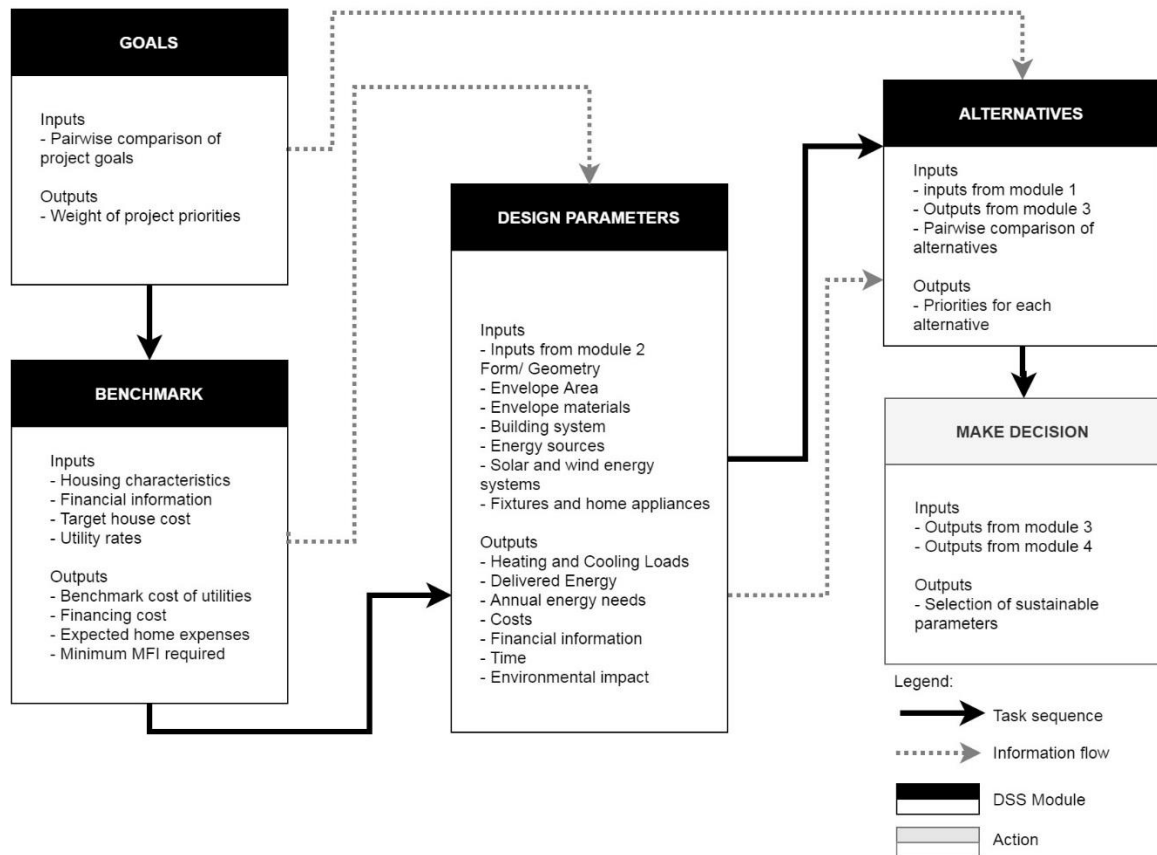 GOALS
Inputs
- Pairwise comparison of
project goals
Outputs
- Weight of project priorities
BENCHMARK
Inputs
- Housing characteristics
- Financial information
- Target house cost
- Utility rates
Outputs
- Benchmark cost of utilities
- Financing cost
- Expected home expenses
- Minimum MFI required
DESIGN PARAMETERS
Inputs
- Inputs from module 2
Form/ Geometry
- Envelope Area
- Envelope materials
- Building system
- Energy sources
- Solar and wind energy
systems
- Fixtures and home appliances
Outputs
- Heating and Cooling Loads
- Delivered Energy
- Annual energy needs
- Costs
- Financial information
- Time
- Environmental impact
ALTERNATIVES
Inputs
- inputs from module 1
- Outputs from module 3
- Pairwise comparison of
alternatives
Outputs
- Priorities for each
alternative
MAKE DECISION
Inputs
- Outputs from module 3
- Outputs from module 4
Outputs
- Selection of sustainable
parameters
Legend:
Task sequence
Information flow
DSS Module
Action